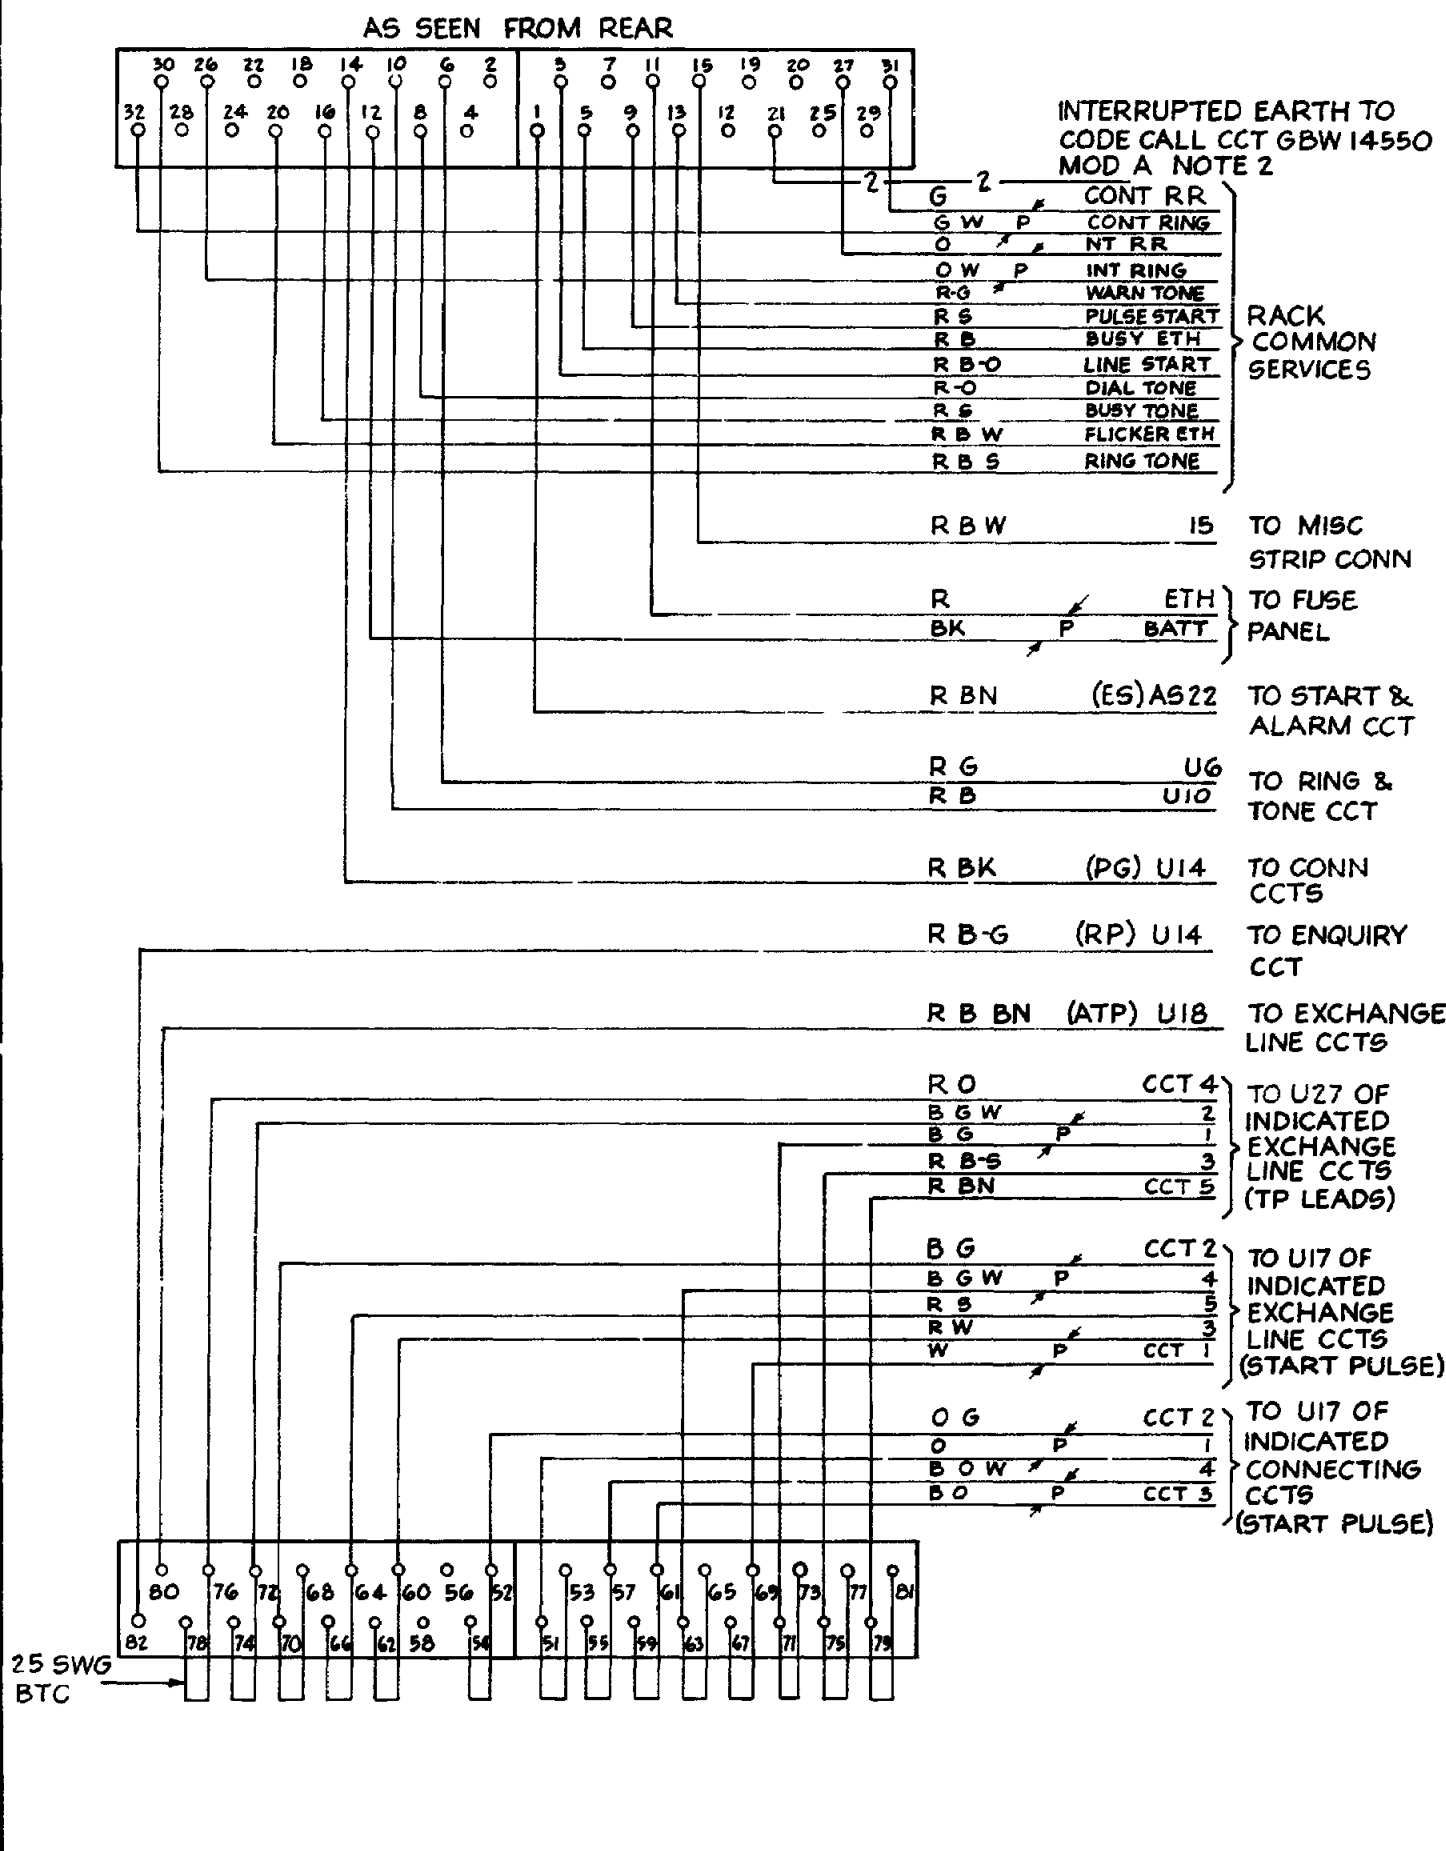 AS SEEN FROM REAR
30 26 22 18 14 10 6 2 3 7 11 15 19 20 27 31
32 28 24 20 16 12 8 4 1 5 9 13 12 21 25 29
INTERRUPTED EARTH TO
CODE CALL CCT GBW 14550
MOD A NOTE 2
2 2
G CONT RR
G W P CONT RING
O NT RR
O W P INT RING
R-G WARN TONE
R S PULSE START
R B BUSY ETH
R B-O LINE START
R-O DIAL TONE
R S BUSY TONE
R B W FLICKER ETH
R B S RING TONE
RACK
COMMON
SERVICES
R B W 15 TO MISC
STRIP CONN
R ETH TO FUSE
BK P BATT PANEL
R BN (ES) AS22 TO START &
ALARM CCT
R G U6 TO RING &
R B U10 TONE CCT
R BK (PG) U14 TO CONN
CCTS
R B-G (RP) U14 TO ENQUIRY
CCT
R B BN (ATP) U18 TO EXCHANGE
LINE CCTS
R O CCT 4
B G W 2
B G P 1
R B-S 3
R BN CCT 5
TO U27 OF
INDICATED
EXCHANGE
LINE CCTS
(TP LEADS)
B G CCT 2
B G W P 4
R S 5
R W 3
W P CCT 1
TO U17 OF
INDICATED
EXCHANGE
LINE CCTS
(START PULSE)
O G CCT 2
O P 1
B O W 4
B O P CCT 3
TO U17 OF
INDICATED
CONNECTING
CCTS
(START PULSE)
80 76 72 68 64 60 56 52 53 57 61 65 69 73 77 81
82 78 74 70 66 62 58 54 51 55 59 63 67 71 75 79
25 SWG
BTC